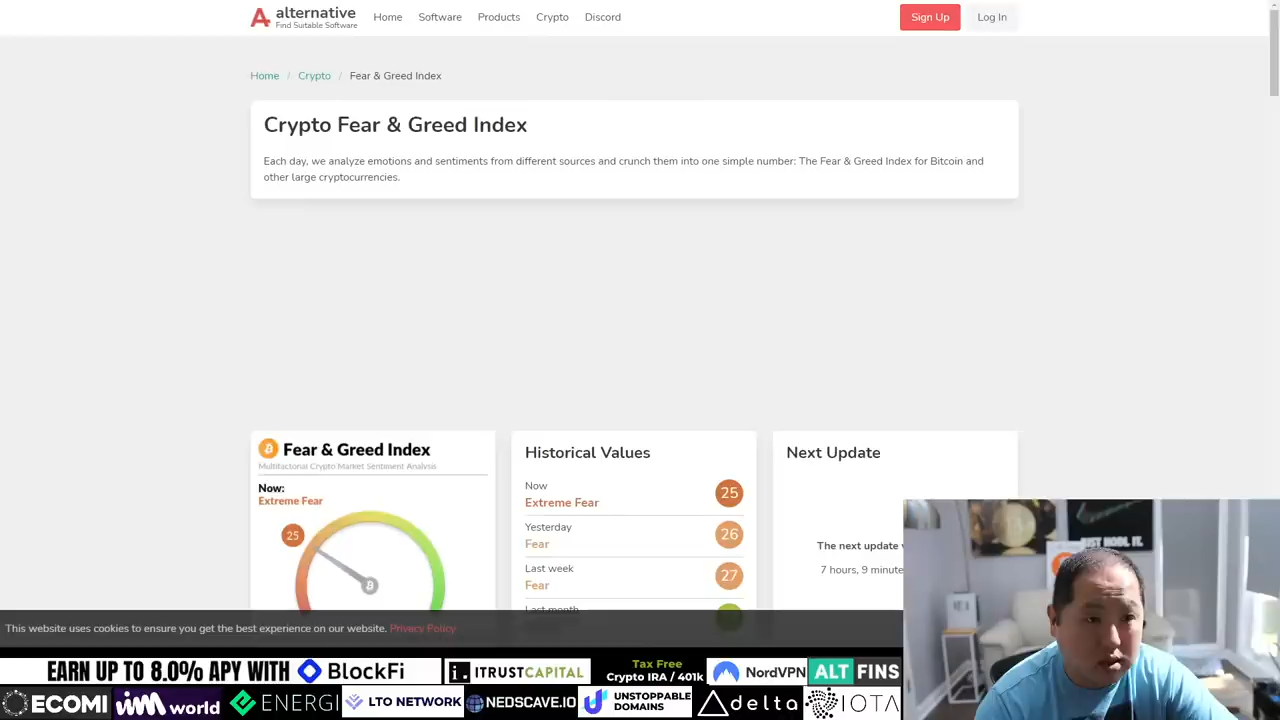 alternative
Find Suitable Software
Home
Software
Products
Crypto
Discord
Sign Up
Log In
Home / Crypto / Fear & Greed Index
Crypto Fear & Greed Index
Each day, we analyze emotions and sentiments from different sources and crunch them into one simple number: The Fear & Greed Index for Bitcoin and
other large cryptocurrencies.
Fear & Greed Index
Multifactorial Crypto Market Sentiment Analysis
Now:
Extreme Fear
25
Historical Values
Now
Extreme Fear
25
Yesterday
Fear
26
Last week
Fear
27
Last month
Next Update
The next update
7 hours, 9 minute
JUST HODL IT.
This website uses cookies to ensure you get the best experience on our website. Privacy Policy
EARN UP TO 8.0% APY WITH BlockFi
ITRUSTCAPITAL
Tax Free
Crypto IRA / 401k
NordVPN
ALT FINS
ECOMI
world
ENERGI
LTO NETWORK
NEDSCAVE.IO
UNSTOPPABLE
DOMAINS
delta
IOTA